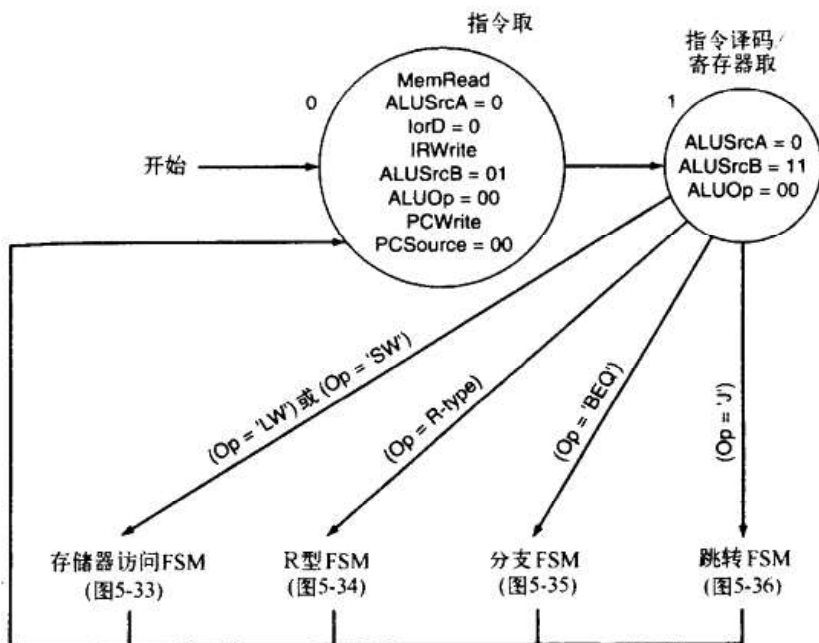 指令取
指令译码/
寄存器取
0
MemRead
ALUSrcA = 0
IorD = 0
IRWrite
ALUSrcB = 01
ALUOp = 00
PCWrite
PCSource = 00
1
ALUSrcA = 0
ALUSrcB = 11
ALUOp = 00
开始
(Op = 'LW') 或 (Op = 'SW')
(Op = R-type)
(Op = 'BEQ')
(Op = 'J')
存储器访问FSM
(图5-33)
R型FSM
(图5-34)
分支FSM
(图5-35)
跳转FSM
(图5-36)